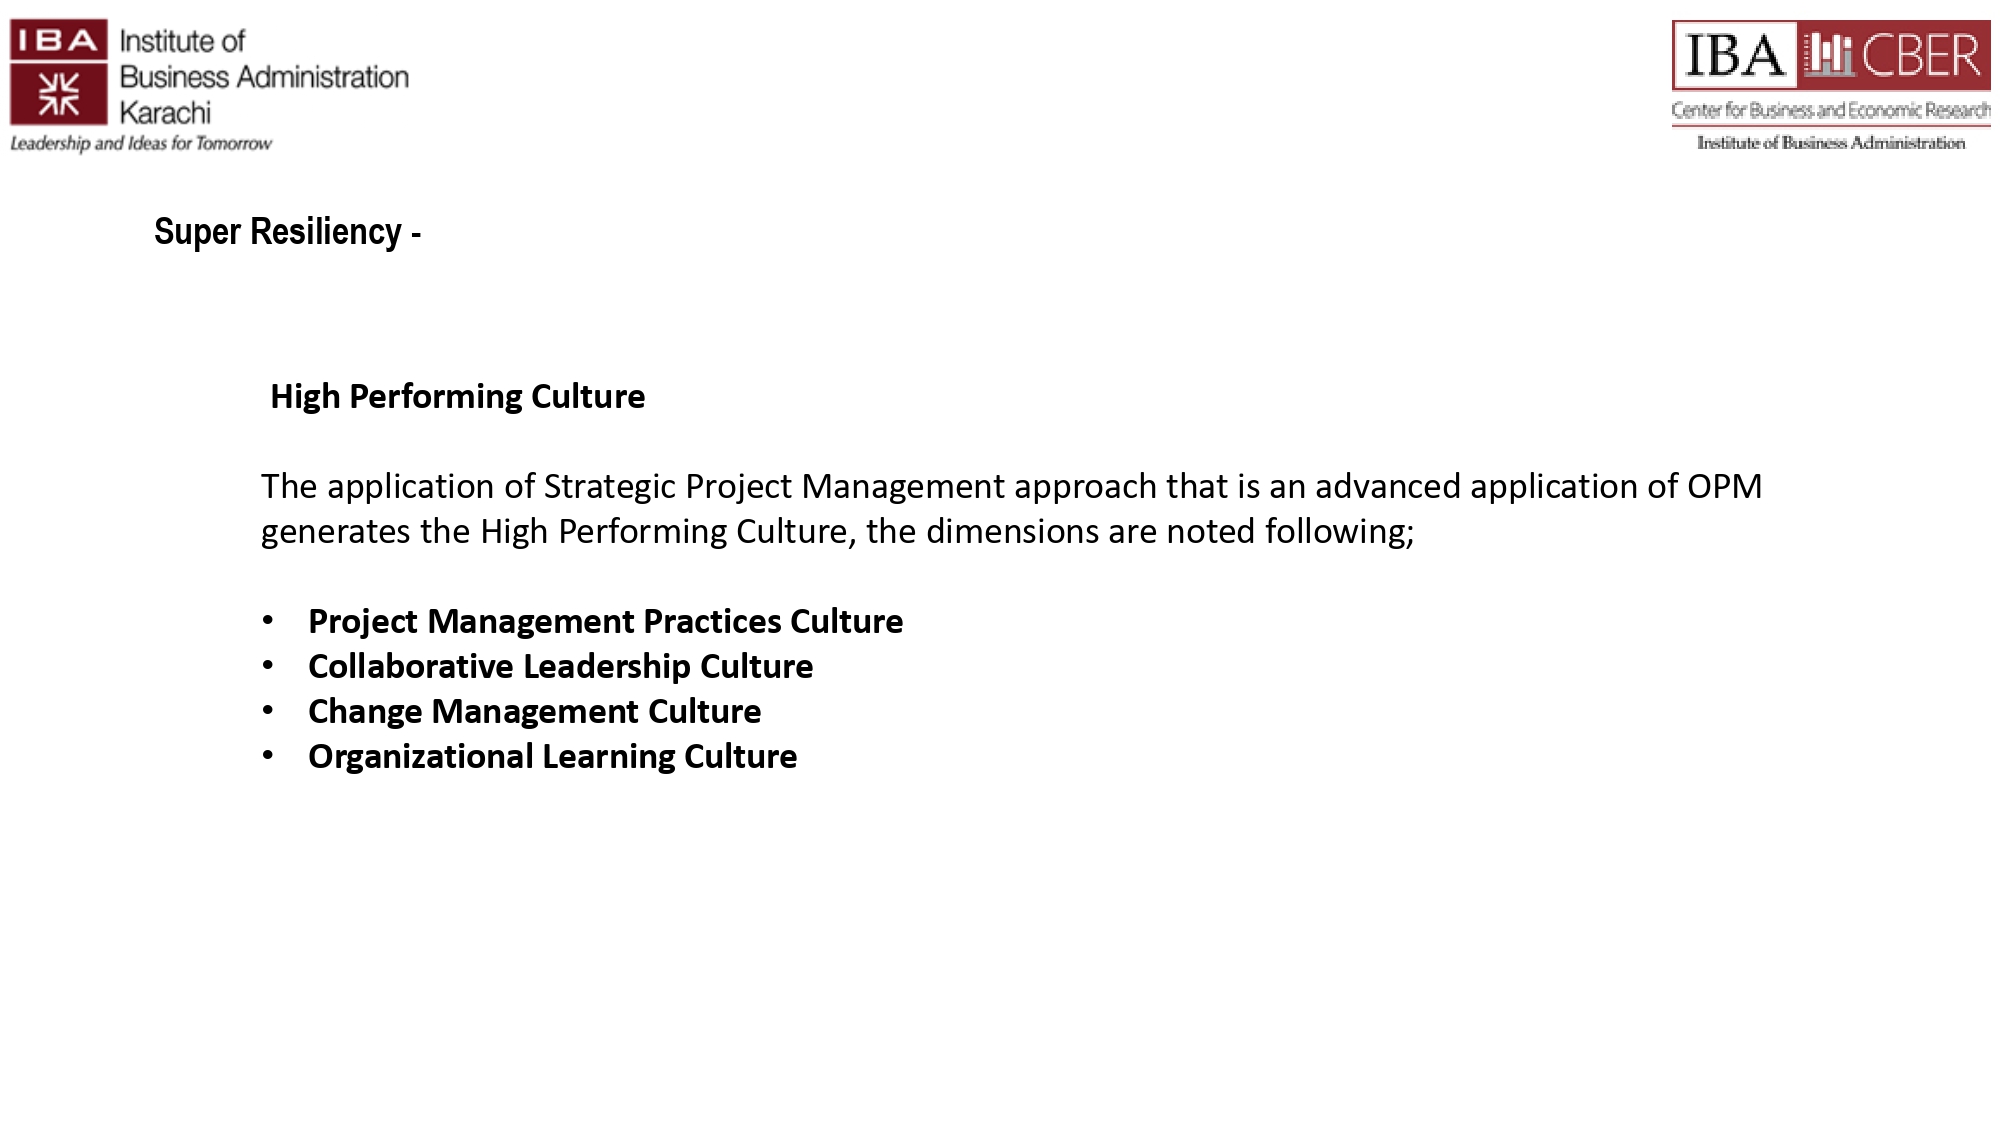 IBA
Institute of
Business Administration
Karachi
Leadership and Ideas for Tomorrow
IBA CBER
Center for Business and Economic Research
Institute of Business Administration
Super Resiliency -
High Performing Culture
The application of Strategic Project Management approach that is an advanced application of OPM
generates the High Performing Culture, the dimensions are noted following;
• Project Management Practices Culture
• Collaborative Leadership Culture
• Change Management Culture
• Organizational Learning Culture